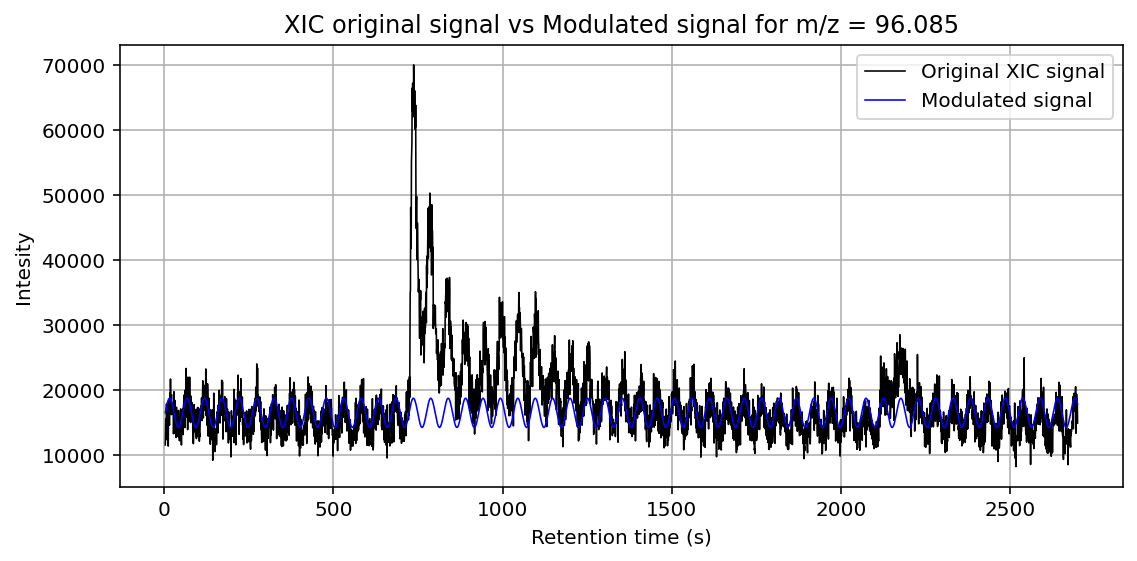 XIC original signal vs Modulated signal for m/z = 96.085
Original XIC signal
Modulated signal
Intesity
70000
60000
50000
40000
30000
20000
10000
0
500
1000
1500
2000
2500
Retention time (s)